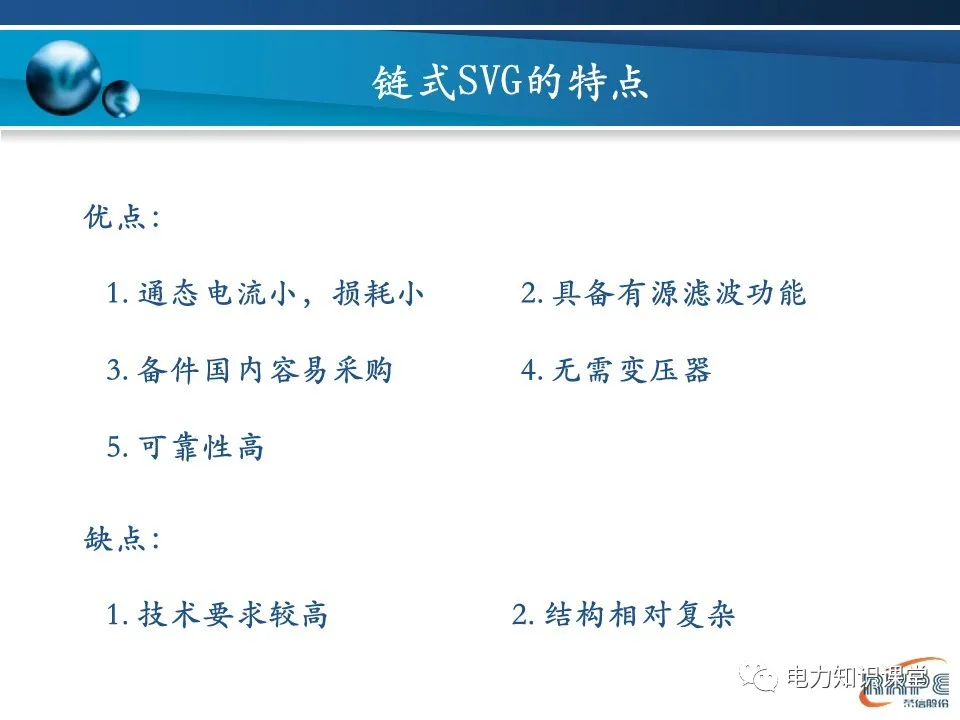 链式SVG的特点
优点：
1. 通态电流小，损耗小
2. 具备有源滤波功能
3. 备件国内容易采购
4. 无需变压器
5. 可靠性高
缺点：
1. 技术要求较高
2. 结构相对复杂
电力知识课堂
荣信股份